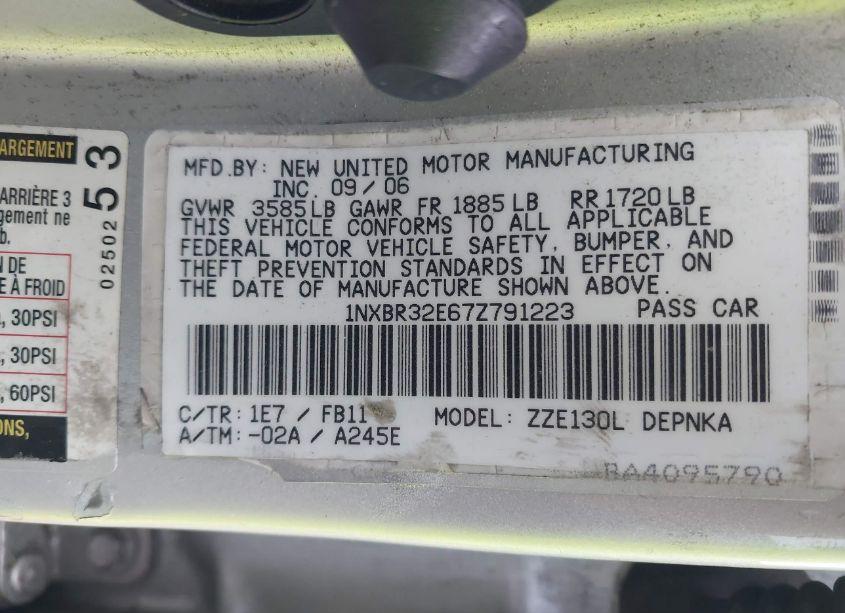 ARGEMENT
ARRIÈRE 3
gement ne
b.
N DE
E À FROID
, 30PSI
, 30PSI
, 60PSI
ONS,
02502
53
MFD.BY: NEW UNITED MOTOR MANUFACTURING
INC. 09/06
GVWR 3585LB GAWR FR 1885LB RR 1720LB
THIS VEHICLE CONFORMS TO ALL APPLICABLE
FEDERAL MOTOR VEHICLE SAFETY, BUMPER, AND
THEFT PREVENTION STANDARDS IN EFFECT ON
THE DATE OF MANUFACTURE SHOWN ABOVE.
1NXBR32E67Z791223 PASS CAR
C/TR: 1E7 / FB11 MODEL: ZZE130L DEPNKA
A/TM: -02A / A245E
BA4095790